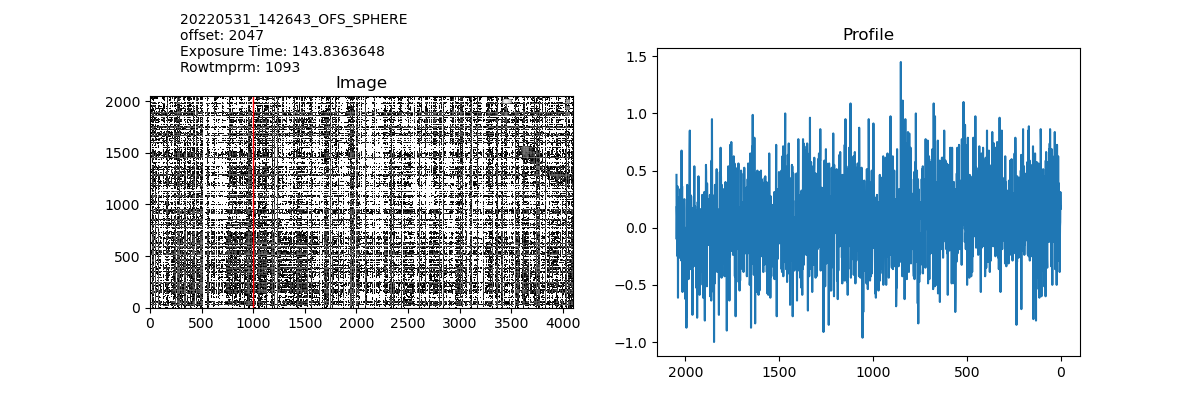 20220531_142643_OFS_SPHERE
offset: 2047
Exposure Time: 143.8363648
Rowtmprm: 1093
Image
2000
1500
1000
500
0
0 500 1000 1500 2000 2500 3000 3500 4000
Profile
1.5
1.0
0.5
0.0
−0.5
−1.0
2000 1500 1000 500 0